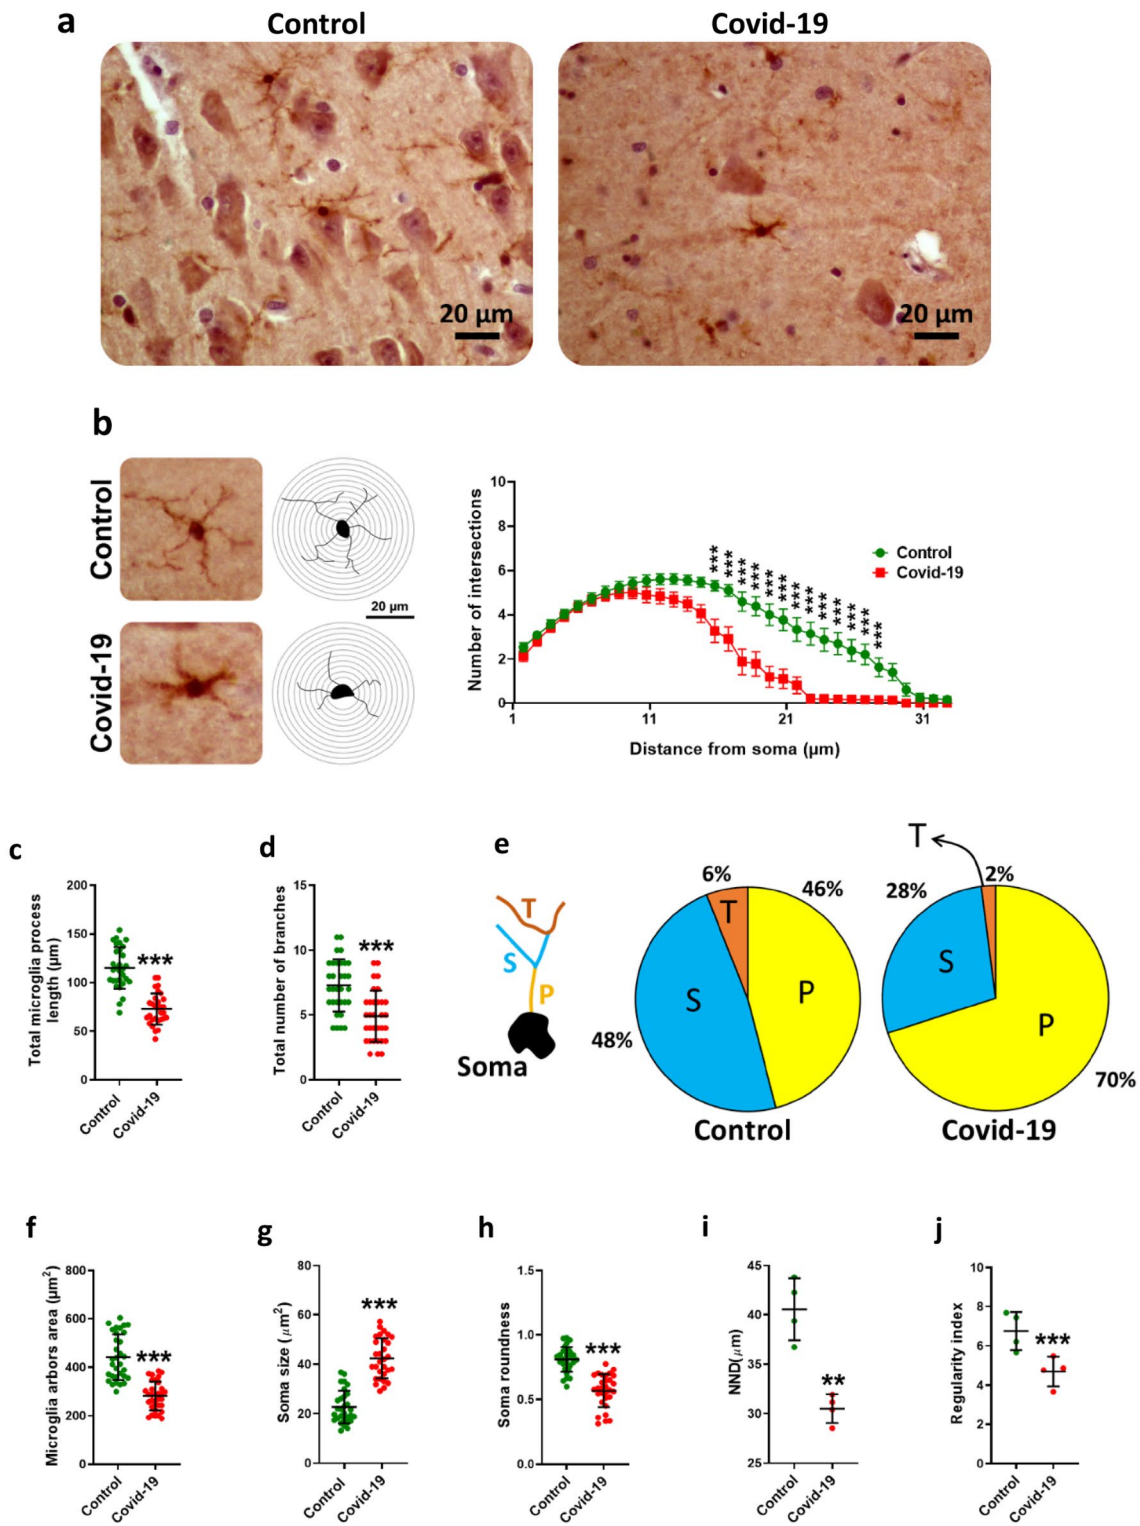 a
Control
Covid-19
20 µm
20 µm
b
Control
Covid-19
20 µm
Number of intersections
10
8
6
4
2
0
1
11
21
31
Distance from soma (µm)
Control
Covid-19
***
***
***
***
***
***
***
***
***
***
***
***
***
c
Total microglia process
length (µm)
200
150
100
50
0
***
Control
Covid-19
d
Total number of branches
15
10
5
0
***
Control
Covid-19
e
T
S
P
Soma
6%
46%
T
S
P
48%
Control
T
2%
28%
S
P
70%
Covid-19
f
Microglia arbors area (µm²)
800
600
400
200
0
***
Control
Covid-19
g
Soma size (µm²)
80
60
40
20
0
***
Control
Covid-19
h
Soma roundness
1.5
1.0
0.5
0.0
***
Control
Covid-19
i
NND(µm)
45
40
35
30
25
**
Control
Covid-19
j
Regularity index
10
8
6
4
2
0
***
Control
Covid-19